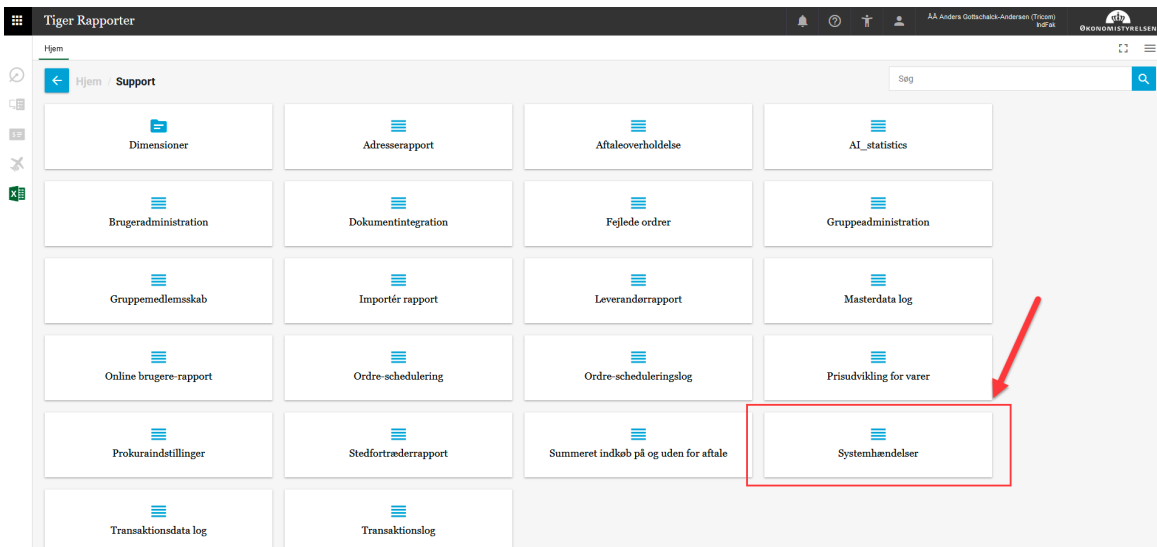 Tiger Rapporter
ÅÅ Anders Gottschalck-Andersen (Tricom)
IndFak
ØKONOMISTYRELSEN
Hjem
Hjem / Support
Søg
Dimensioner
Adresserapport
Aftaleoverholdelse
AI_statistics
Brugeradministration
Dokumentintegration
Fejlede ordrer
Gruppeadministration
Gruppemedlemsskab
Importér rapport
Leverandørrapport
Masterdata log
Online brugere-rapport
Ordre-schedulering
Ordre-scheduleringslog
Prisudvikling for varer
Prokuraindstillinger
Stedfortræderrapport
Summeret indkøb på og uden for aftale
Systemhændelser
Transaktionsdata log
Transaktionslog